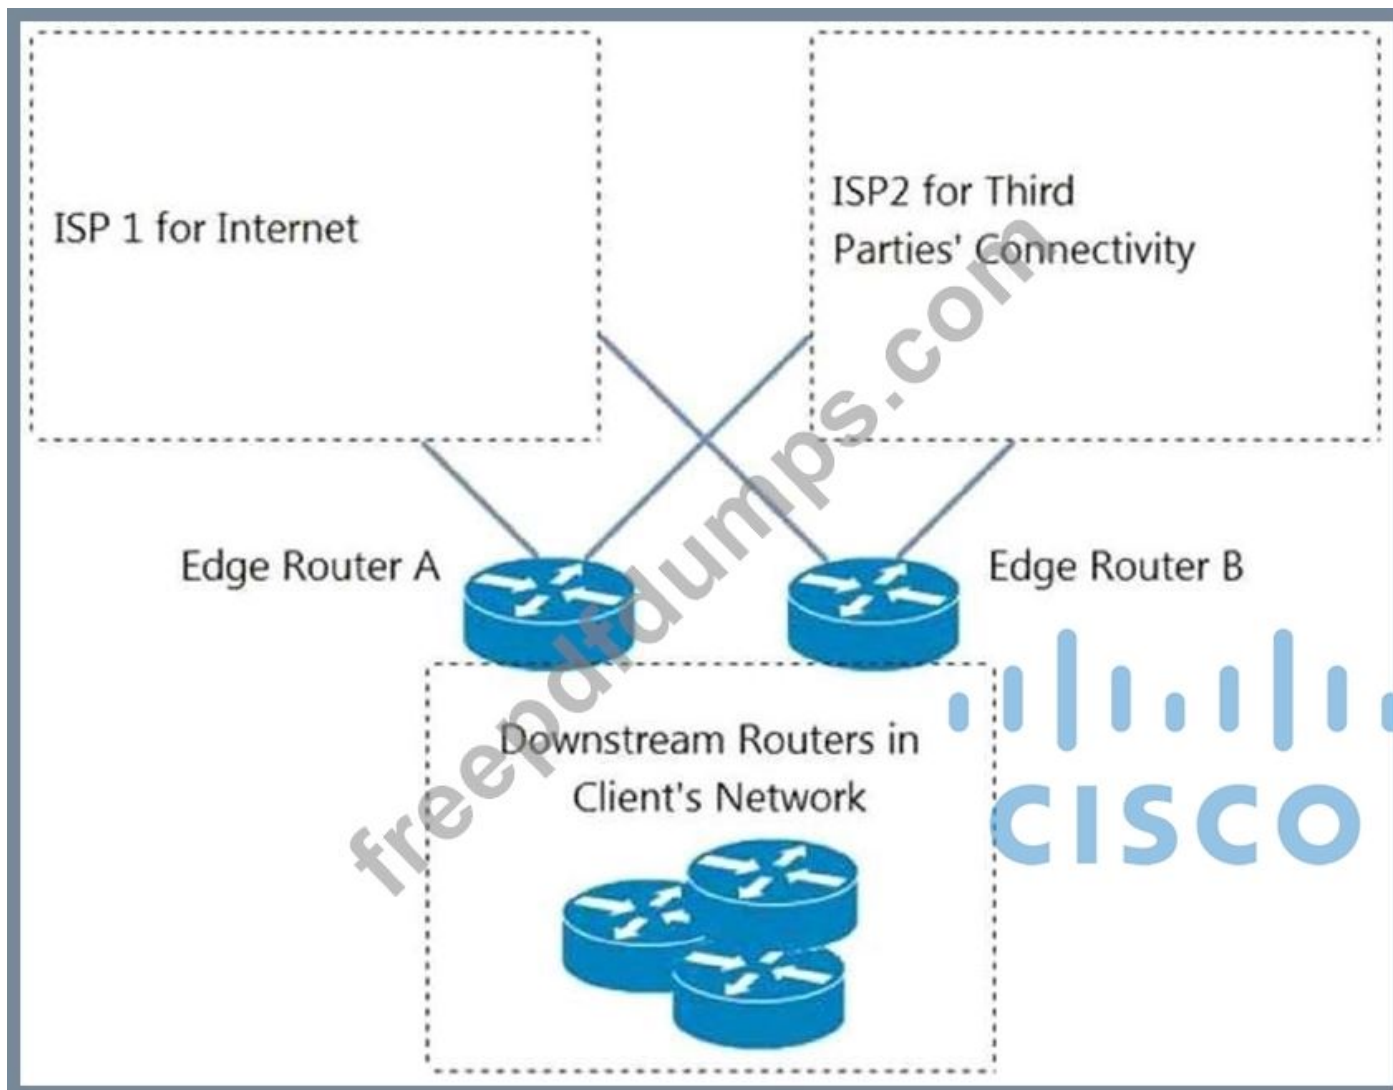 ISP 1 for Internet
ISP2 for Third
Parties' Connectivity
Edge Router A
Edge Router B
Downstream Routers in
Client's Network
CISCO
freepdfdumps.com